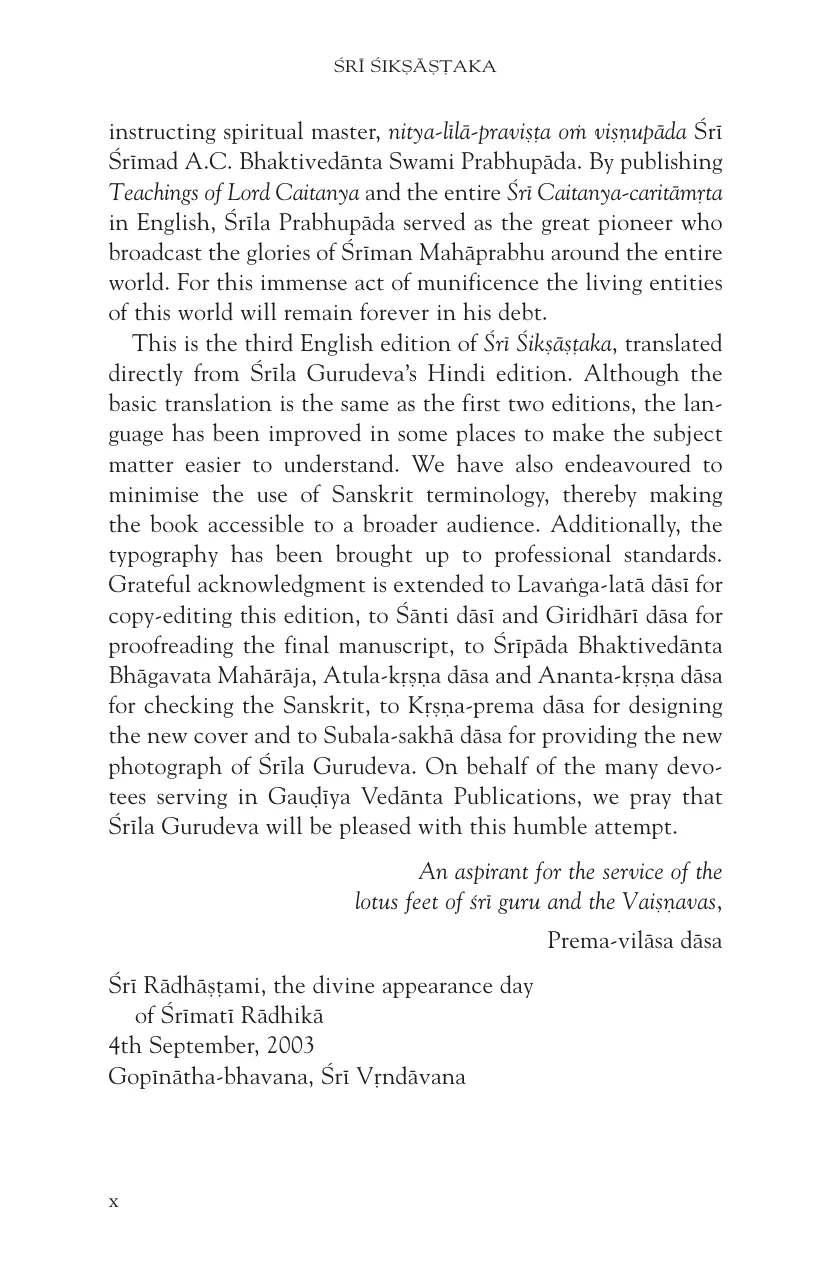 ŚRĪ ŚIKṢĀṢṬAKA
instructing spiritual master, nitya-līlā-praviṣṭa oṁ viṣṇupāda Śrī
Śrīmad A.C. Bhaktivedānta Swami Prabhupāda. By publishing
Teachings of Lord Caitanya and the entire Śrī Caitanya-caritāmṛta
in English, Śrīla Prabhupāda served as the great pioneer who
broadcast the glories of Śrīman Mahāprabhu around the entire
world. For this immense act of munificence the living entities
of this world will remain forever in his debt.
This is the third English edition of Śrī Śikṣāṣṭaka, translated
directly from Śrīla Gurudeva’s Hindi edition. Although the
basic translation is the same as the first two editions, the lan-
guage has been improved in some places to make the subject
matter easier to understand. We have also endeavoured to
minimise the use of Sanskrit terminology, thereby making
the book accessible to a broader audience. Additionally, the
typography has been brought up to professional standards.
Grateful acknowledgment is extended to Lavaṅga-latā dāsī for
copy-editing this edition, to Śānti dāsī and Giridhārī dāsa for
proofreading the final manuscript, to Śrīpāda Bhaktivedānta
Bhāgavata Mahārāja, Atula-kṛṣṇa dāsa and Ananta-kṛṣṇa dāsa
for checking the Sanskrit, to Kṛṣṇa-prema dāsa for designing
the new cover and to Subala-sakhā dāsa for providing the new
photograph of Śrīla Gurudeva. On behalf of the many devo-
tees serving in Gauḍīya Vedānta Publications, we pray that
Śrīla Gurudeva will be pleased with this humble attempt.
An aspirant for the service of the
lotus feet of śrī guru and the Vaiṣṇavas,
Prema-vilāsa dāsa
Śrī Rādhāṣṭami, the divine appearance day
of Śrīmatī Rādhikā
4th September, 2003
Gopīnātha-bhavana, Śrī Vṛndāvana
x